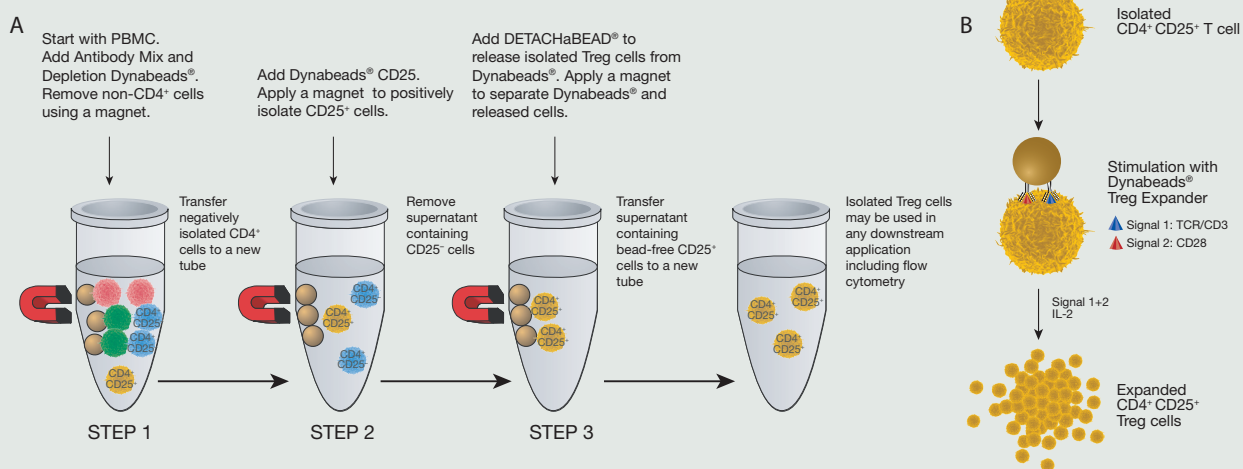 A
Start with PBMC.
Add Antibody Mix and
Depletion Dynabeads®.
Remove non-CD4⁺ cells
using a magnet.
Add Dynabeads® CD25.
Apply a magnet to positively
isolate CD25⁺ cells.
Add DETACHaBEAD® to
release isolated Treg cells from
Dynabeads®. Apply a magnet
to separate Dynabeads® and
released cells.
Transfer
negatively
isolated CD4⁺
cells to a new
tube
Remove
supernatant
containing
CD25⁻ cells
Transfer
supernatant
containing
bead-free CD25⁺
cells to a new
tube
Isolated Treg cells
may be used in
any downstream
application
including flow
cytometry
CD4⁺
CD25⁻
CD4⁺
CD25⁻
CD4⁺
CD25⁺
CD4⁺
CD25⁻
CD4⁺
CD25⁺
CD4⁺
CD25⁻
CD4⁺
CD25⁺
CD4⁺
CD25⁺
CD4⁺
CD25⁺
CD4⁺
CD25⁺
CD4⁺
CD25⁺
STEP 1
STEP 2
STEP 3
B
Isolated
CD4⁺ CD25⁺ T cell
Stimulation with
Dynabeads®
Treg Expander
Signal 1: TCR/CD3
Signal 2: CD28
Signal 1+2
IL-2
Expanded
CD4⁺ CD25⁺
Treg cells